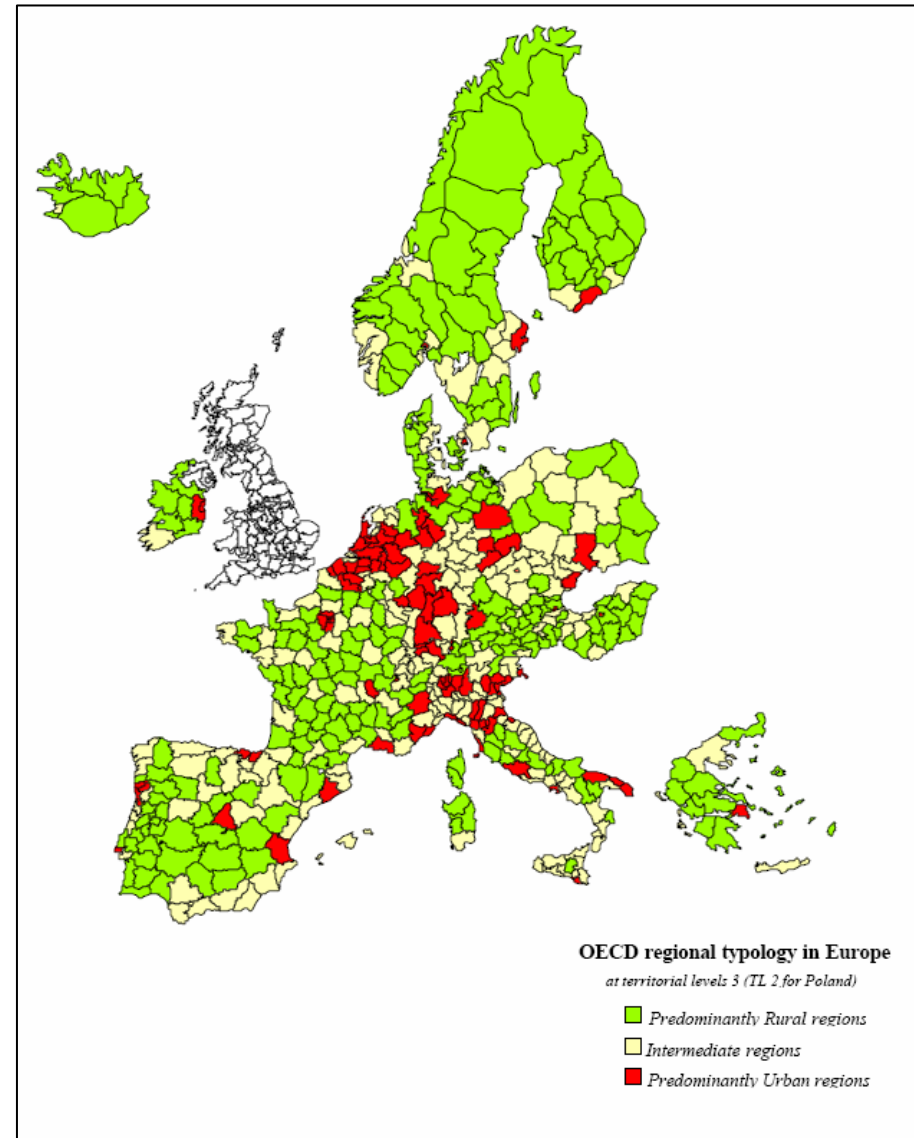 OECD regional typology in Europe
at territorial levels 3 (TL 2 for Poland)
Predominantly Rural regions
Intermediate regions
Predominantly Urban regions